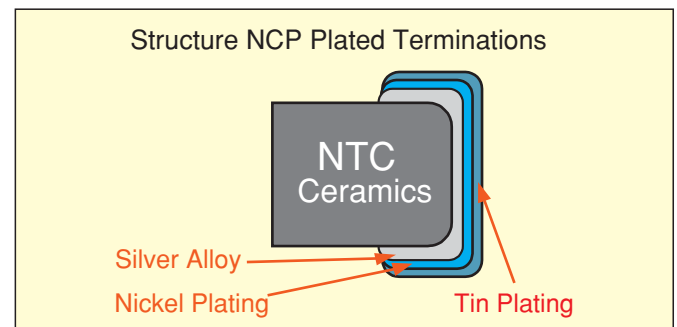 Structure NCP Plated Terminations
NTC
Ceramics
Silver Alloy
Nickel Plating
Tin Plating